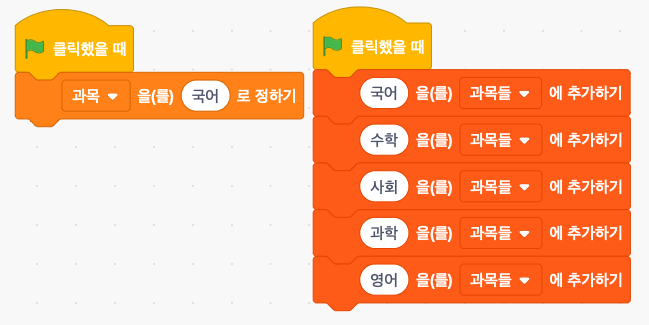 클릭했을 때
과목 을(를) 국어 로 정하기
클릭했을 때
국어 을(를) 과목들 에 추가하기
수학 을(를) 과목들 에 추가하기
사회 을(를) 과목들 에 추가하기
과학 을(를) 과목들 에 추가하기
영어 을(를) 과목들 에 추가하기